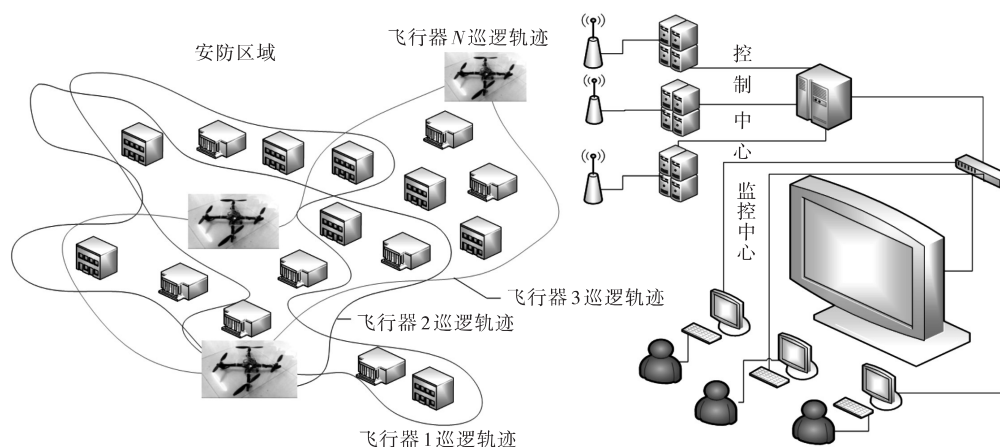 安防区域
飞行器N巡逻轨迹
飞行器3巡逻轨迹
飞行器2巡逻轨迹
飞行器1巡逻轨迹
控制中心
监控中心